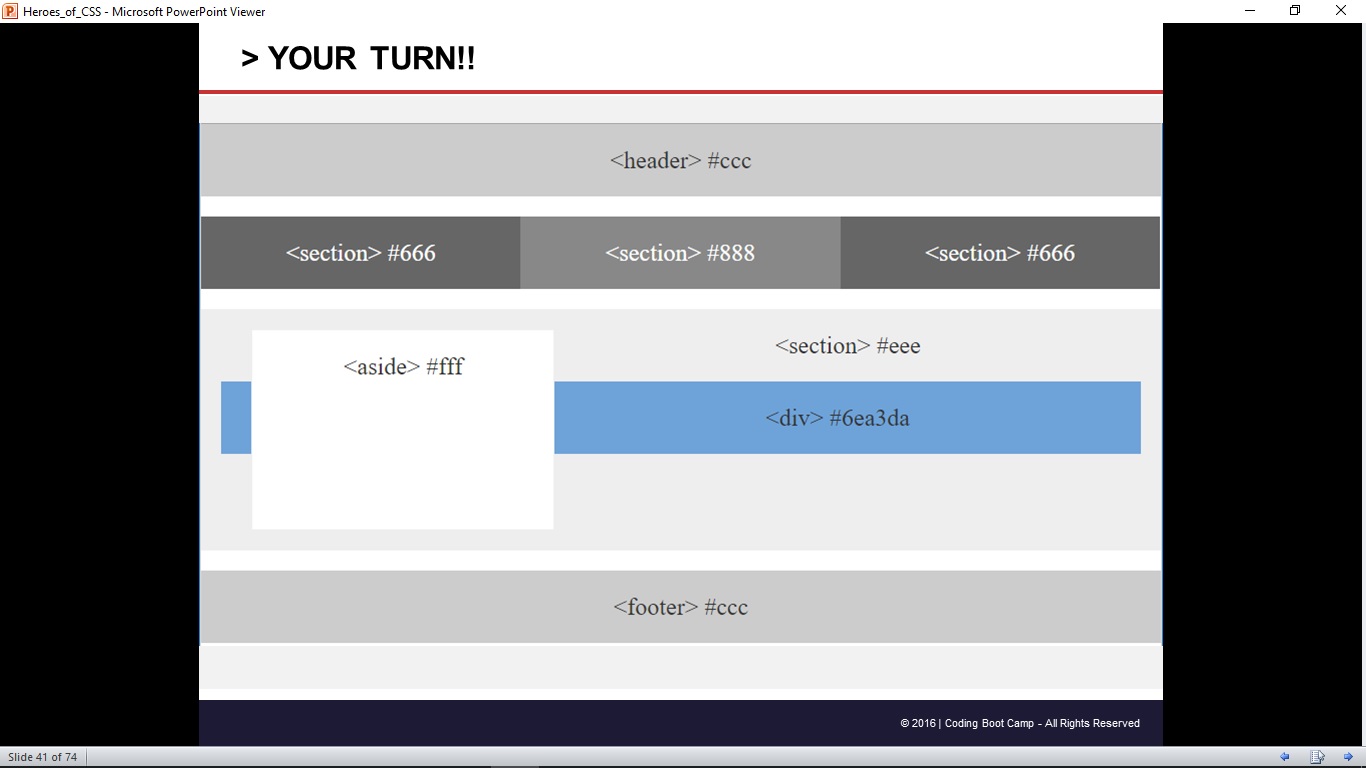 Heroes_of_CSS - Microsoft PowerPoint Viewer
> YOUR TURN!!
<header> #ccc
<section> #666 <section> #888 <section> #666
<aside> #fff
<section> #eee
<div> #6ea3da
<footer> #ccc
© 2016 | Coding Boot Camp - All Rights Reserved
Slide 41 of 74